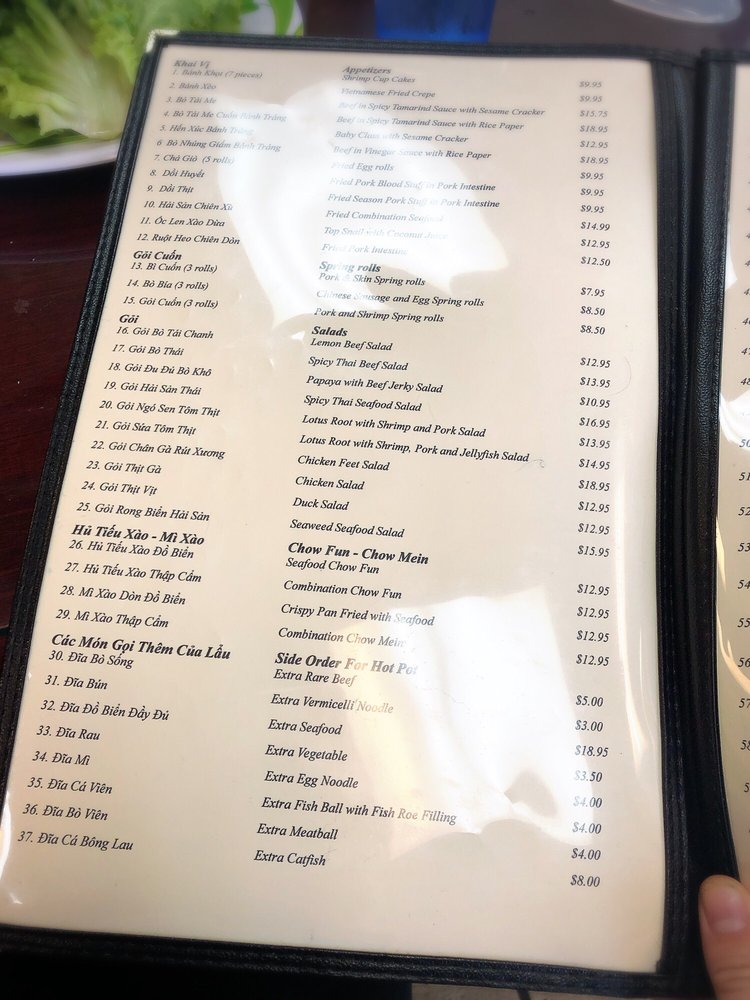 Khai Vị Appetizers
1. Bánh Khọt (7 pieces) Shrimp Cup Cakes $9.95
2. Bánh Xèo Vietnamese Fried Crepe $9.95
3. Bò Tái Me Beef in Spicy Tamarind Sauce with Sesame Cracker $15.75
4. Bò Tái Me Cuốn Bánh Tráng Beef in Spicy Tamarind Sauce with Rice Paper $18.95
5. Hến Xúc Bánh Tráng Baby Clam with Sesame Cracker $12.95
6 Bò Nhúng Giấm Bánh Tráng Beef in Vinegar Sauce with Rice Paper $18.95
7. Chả Giò (5 rolls) Fried Egg rolls $9.95
8. Dồi Huyết Fried Pork Blood Stuff in Pork Intestine $9.95
9. Dồi Thịt Fried Season Pork Stuff in Pork Intestine $9.95
10. Hải Sản Chiên Xù Fried Combination Seafood $14.99
11. Ốc Len Xào Dừa Top Snail with Coconut Juice $12.95
12. Ruột Heo Chiên Dòn Fried Pork Intestine $12.50
Gỏi Cuốn Spring rolls
13. Bì Cuốn (3 rolls) Pork & Skin Spring rolls $7.95
14. Bò Bía (3 rolls) Chinese Sausage and Egg Spring rolls $8.50
15. Gỏi Cuốn (3 rolls) Pork and Shrimp Spring rolls $8.50
Gỏi Salads
16. Gỏi Bò Tái Chanh Lemon Beef Salad $12.95
17. Gỏi Bò Thái Spicy Thai Beef Salad $13.95
18. Gỏi Đu Đủ Bò Khô Papaya with Beef Jerky Salad $10.95
19. Gỏi Hải Sản Thái Spicy Thai Seafood Salad $16.95
20. Gỏi Ngó Sen Tôm Thịt Lotus Root with Shrimp and Pork Salad $13.95
21. Gỏi Sứa Tôm Thịt Lotus Root with Shrimp, Pork and Jellyfish Salad $14.95
22. Gỏi Chân Gà Rút Xương Chicken Feet Salad $18.95
23. Gỏi Thịt Gà Chicken Salad $12.95
24. Gỏi Thịt Vịt Duck Salad $12.95
25. Gỏi Rong Biển Hải Sản Seaweed Seafood Salad $15.95
Hủ Tiếu Xào - Mì Xào Chow Fun - Chow Mein
26. Hủ Tiếu Xào Đồ Biển Seafood Chow Fun $12.95
27. Hủ Tiếu Xào Thập Cẩm Combination Chow Fun $12.95
28. Mì Xào Dòn Đồ Biển Crispy Pan Fried with Seafood $12.95
29. Mì Xào Thập Cẩm Combination Chow Mein $12.95
Các Món Gọi Thêm Của Lẩu Side Order For Hot Pot
30. Đĩa Bò Sống Extra Rare Beef $5.00
31. Đĩa Bún Extra Vermicelli Noodle $3.00
32. Đĩa Đồ Biển Đầy Đủ Extra Seafood $18.95
33. Đĩa Rau Extra Vegetable $3.50
34. Đĩa Mì Extra Egg Noodle $4.00
35. Đĩa Cá Viên Extra Fish Ball with Fish Roe Filling $4.00
36. Đĩa Bò Viên Extra Meatball $4.00
37. Đĩa Cá Bông Lau Extra Catfish $8.00
47
48
50
51
52
53
54
55
56
57
58